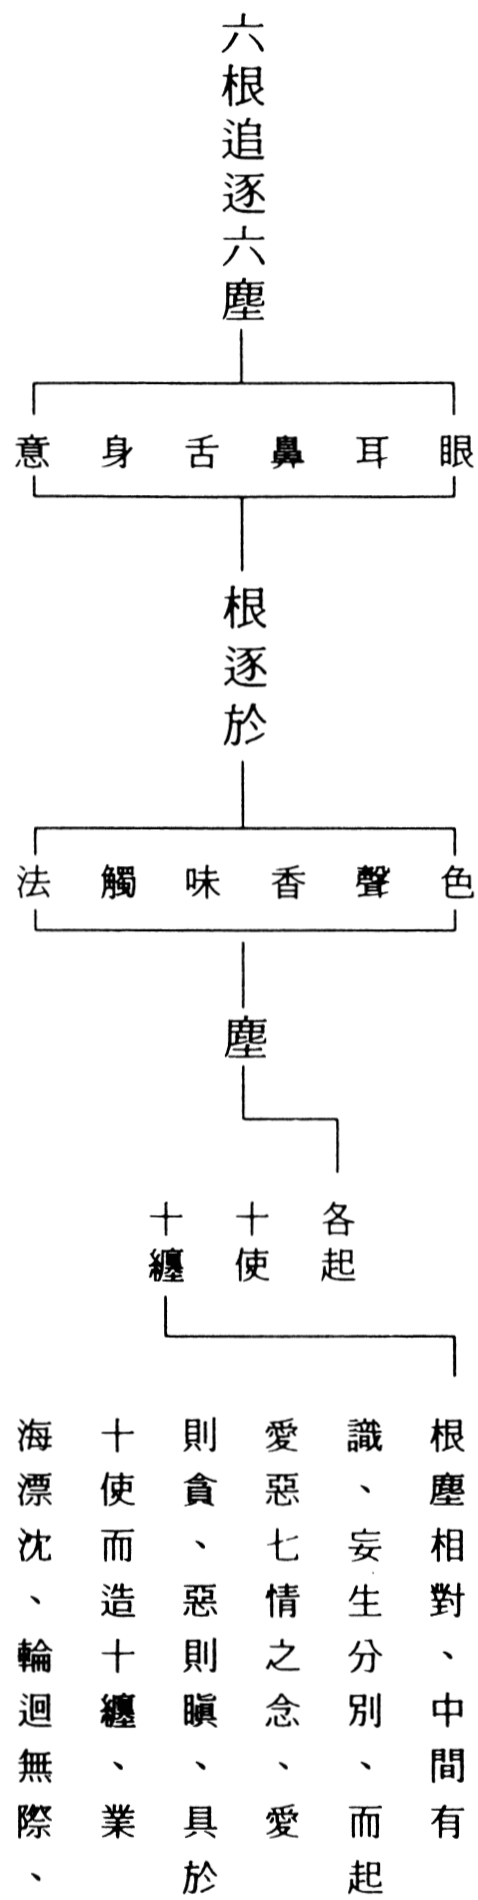 六根追逐六塵
眼
耳
鼻
舌
身
意
根逐於
色
聲
香
味
觸
法
塵
各起
十使
十纏
根塵相對、中間有
識、妄生分別、而起
愛惡七情之念、愛
則貪、惡則瞋、具於
十使而造十纏、業
海漂沈、輪迴無際、